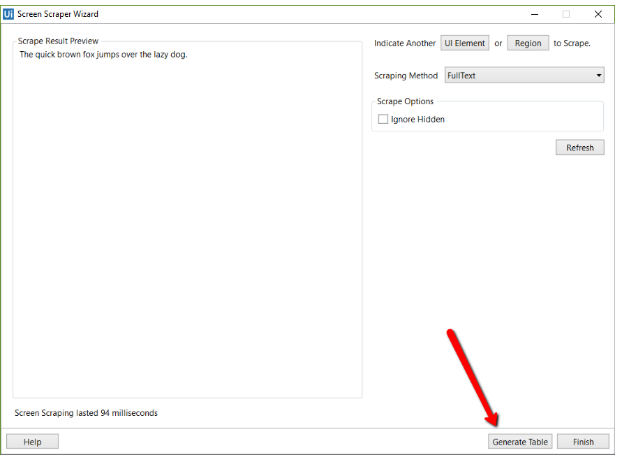 Ui Screen Scraper Wizard
Scrape Result Preview
The quick brown fox jumps over the lazy dog.
Indicate Another UI Element or Region to Scrape.
Scraping Method FullText
Scrape Options
Ignore Hidden
Refresh
Screen Scraping lasted 94 milliseconds
Help Generate Table Finish